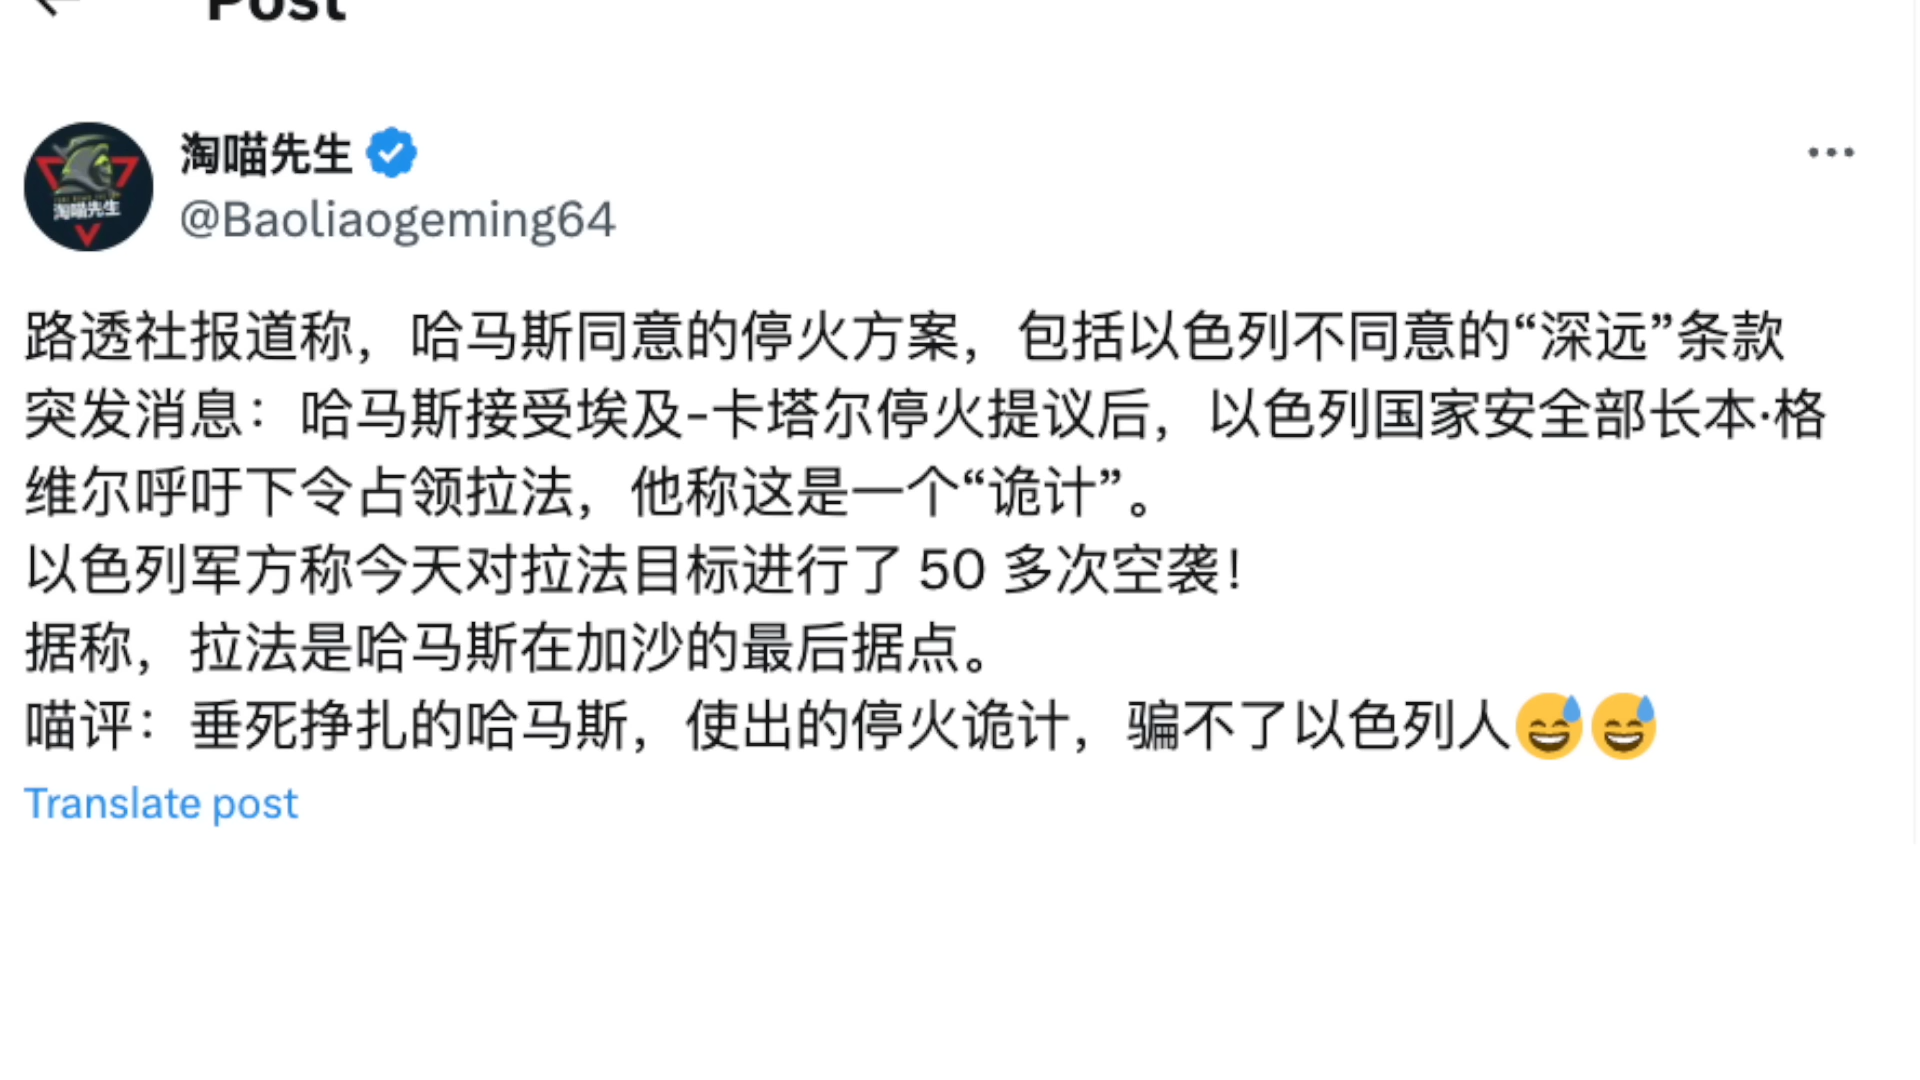 Post
淘喵先生
@Baoliaogeming64
淘喵先生
路透社报道称，哈马斯同意的停火方案，包括以色列不同意的“深远”条款
突发消息：哈马斯接受埃及-卡塔尔停火提议后，以色列国家安全部长本·格
维尔呼吁下令占领拉法，他称这是一个“诡计”。
以色列军方称今天对拉法目标进行了 50 多次空袭！
据称，拉法是哈马斯在加沙的最后据点。
喵评：垂死挣扎的哈马斯，使出的停火诡计，骗不了以色列人😅😅
Translate post